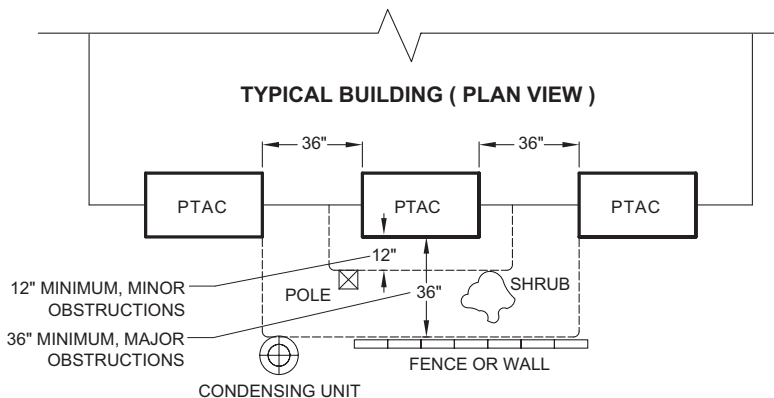 TYPICAL BUILDING ( PLAN VIEW )
36"
36"
PTAC
PTAC
PTAC
12"
12" MINIMUM, MINOR
OBSTRUCTIONS
POLE
36"
SHRUB
36" MINIMUM, MAJOR
OBSTRUCTIONS
FENCE OR WALL
CONDENSING UNIT